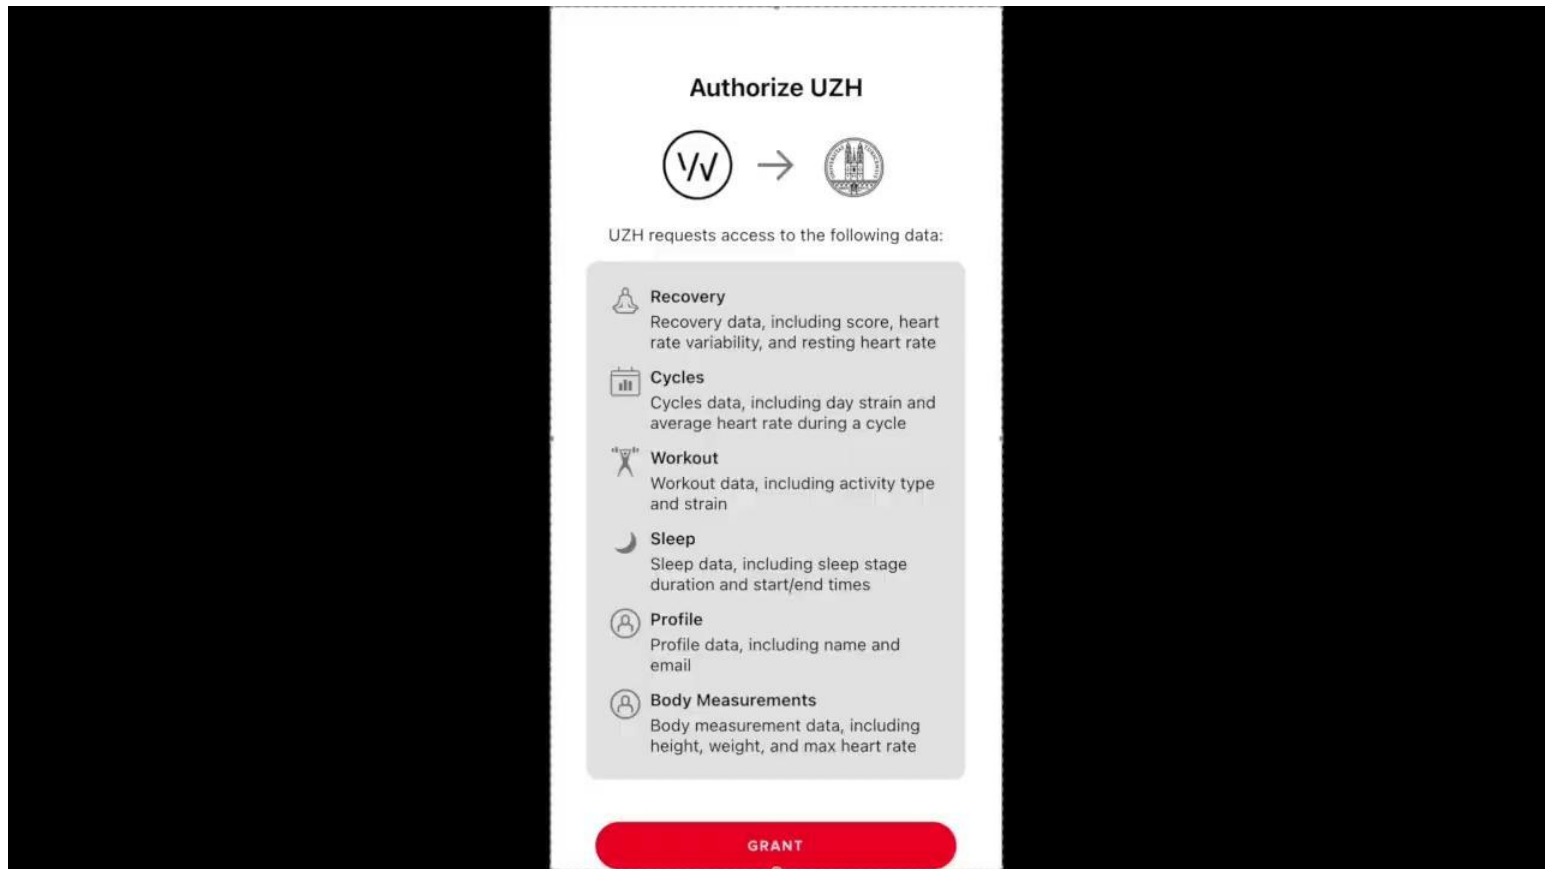 Authorize UZH
UZH requests access to the following data:
Recovery
Recovery data, including score, heart
rate variability, and resting heart rate
Cycles
Cycles data, including day strain and
average heart rate during a cycle
Workout
Workout data, including activity type
and strain
Sleep
Sleep data, including sleep stage
duration and start/end times
Profile
Profile data, including name and
email
Body Measurements
Body measurement data, including
height, weight, and max heart rate
GRANT